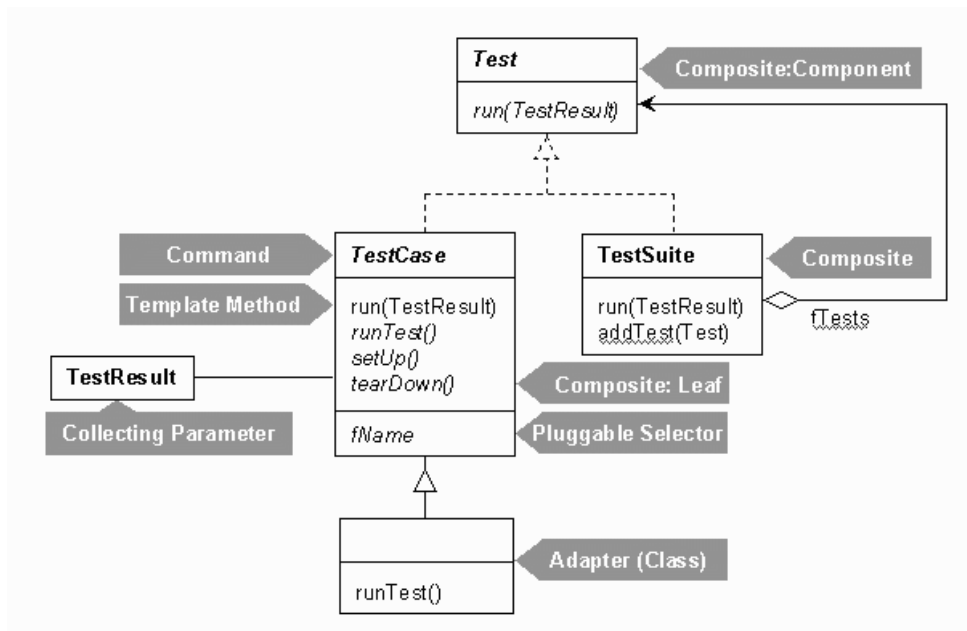 Test
Composite:Component
run(TestResult)
Command
TestCase
TestSuite
Composite
Template Method
run(TestResult)
runTest()
setUp()
tearDown()
run(TestResult)
addTest(Test)
fTests
TestResult
Composite: Leaf
Collecting Parameter
fName
Pluggable Selector
Adapter (Class)
runTest()